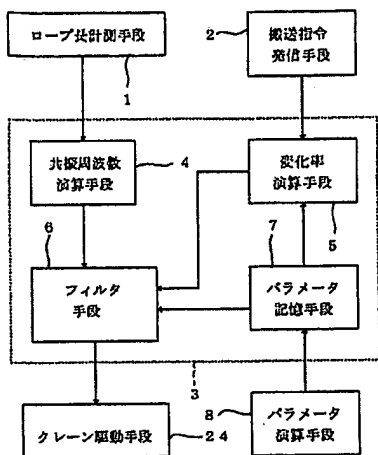 ロープ長計測手段
1
2
搬送指令
発信手段
共振周波数
演算手段
4
変化率
演算手段
5
6
フィルタ
手段
7
パラメータ
記憶手段
3
クレーン駆動手段
24
8
パラメータ
演算手段